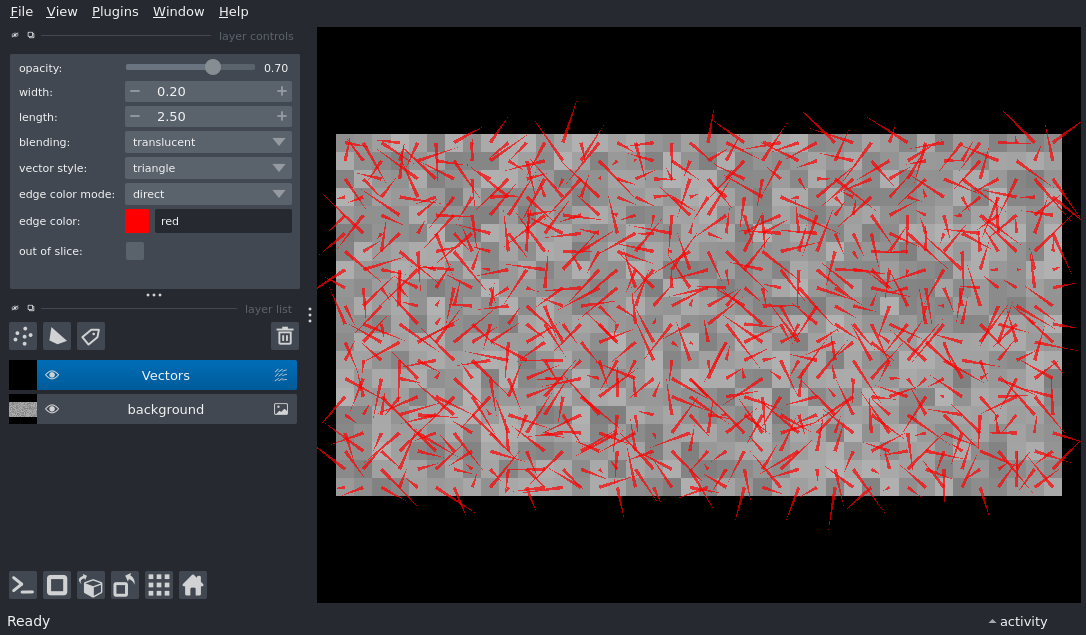 File View Plugins Window Help
layer controls
opacity: 0.70
width: 0.20
length: 2.50
blending: translucent
vector style: triangle
edge color mode: direct
edge color: red
out of slice:
layer list
Vectors
background
Ready
activity